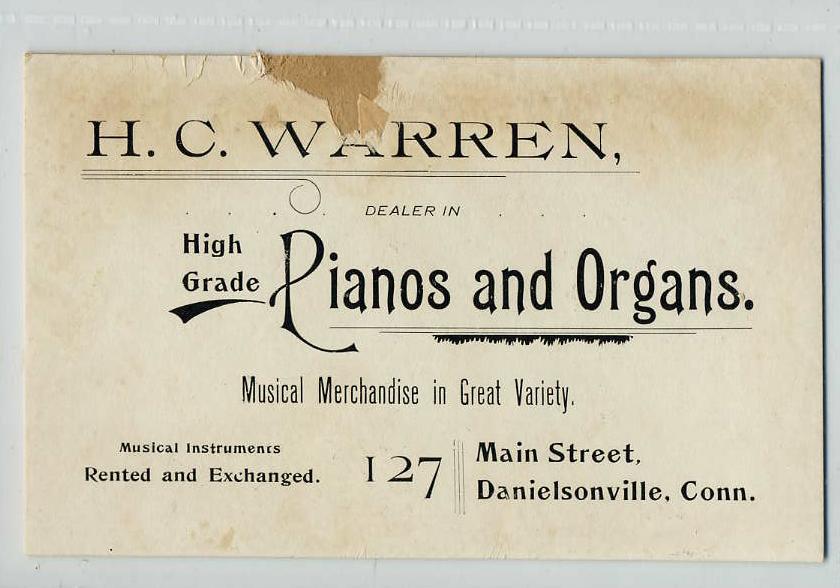 H. C. WARREN,
. . . . DEALER IN . . .
High Grade Pianos and Organs.
Musical Merchandise in Great Variety.
Musical Instruments
Rented and Exchanged.
127
Main Street,
Danielsonville, Conn.